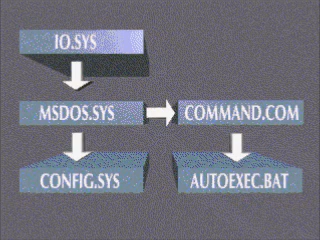 IO.SYS
MSDOS.SYS
COMMAND.COM
CONFIG.SYS
AUTOEXEC.BAT